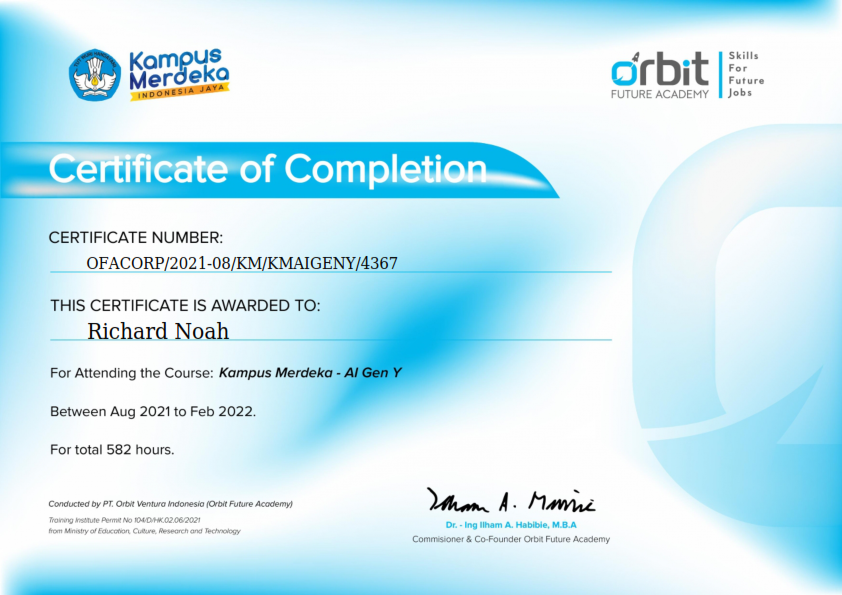 Kampus
Merdeka
INDONESIA JAYA
orbit
FUTURE ACADEMY
Skills
For
Future
Jobs
Certificate of Completion
CERTIFICATE NUMBER:
OFACORP/2021-08/KM/KMAIGENY/4367
THIS CERTIFICATE IS AWARDED TO:
Richard Noah
For Attending the Course: Kampus Merdeka - AI Gen Y
Between Aug 2021 to Feb 2022.
For total 582 hours.
Conducted by PT. Orbit Ventura Indonesia (Orbit Future Academy)
Training Institute Permit No 104/D/HK.02.06/2021
from Ministry of Education, Culture, Research and Technology
Dr. - Ing Ilham A. Habibie, M.B.A
Commisioner & Co-Founder Orbit Future Academy